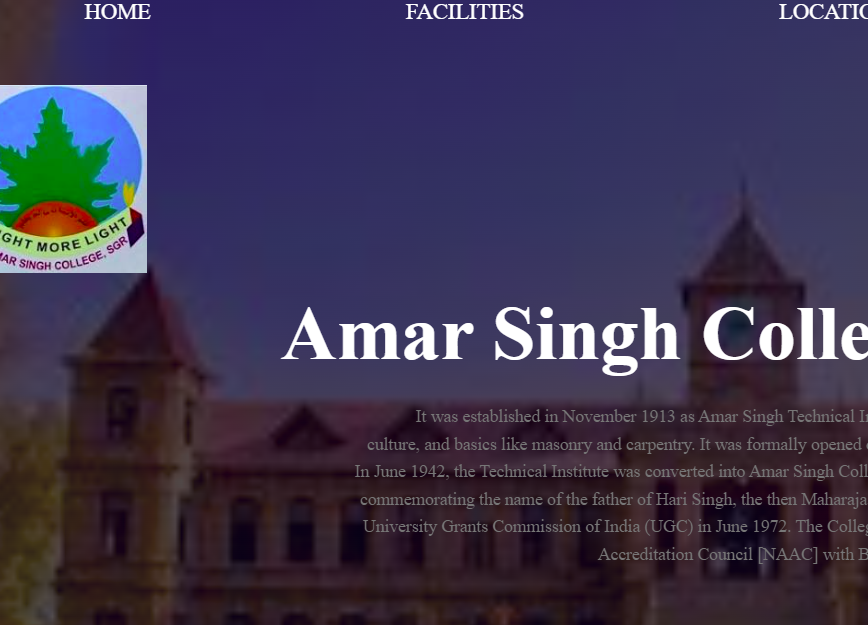 HOME FACILITIES LOCATIO
IGHT MORE LIGHT
MAR SINGH COLLEGE, SGR
Amar Singh Colle
It was established in November 1913 as Amar Singh Technical In
culture, and basics like masonry and carpentry. It was formally opened
In June 1942, the Technical Institute was converted into Amar Singh Coll
commemorating the name of the father of Hari Singh, the then Maharaja
University Grants Commission of India (UGC) in June 1972. The Colleg
Accreditation Council [NAAC] with B